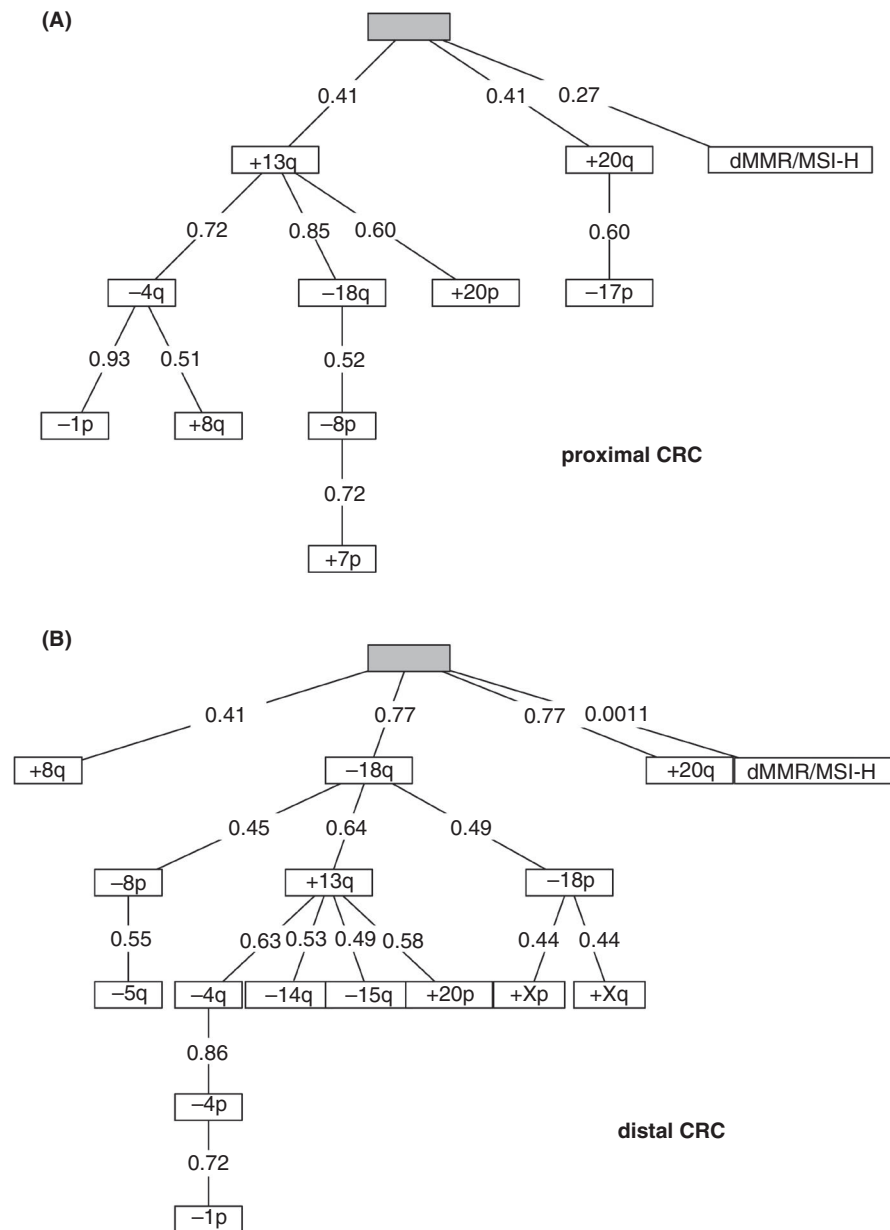 (A)
0.41 0.41 0.27
+13q +20q dMMR/MSI-H
0.72 0.85 0.60 0.60
−4q −18q +20p −17p
0.93 0.51 0.52
−1p +8q −8p
proximal CRC
0.72
+7p
(B)
0.41 0.77 0.77 0.0011
+8q −18q +20q dMMR/MSI-H
0.45 0.64 0.49
−8p +13q −18p
0.55 0.63 0.53 0.49 0.58 0.44 0.44
−5q −4q −14q −15q +20p +Xp +Xq
0.86
−4p
distal CRC
0.72
−1p